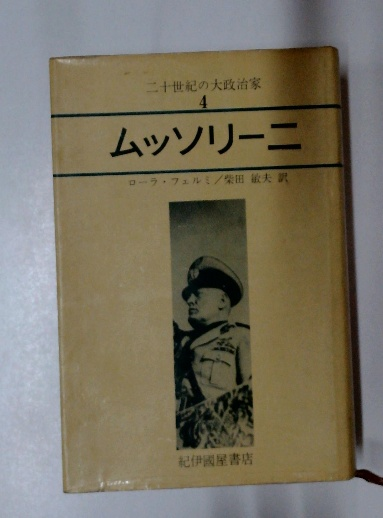 二十世紀の大政治家
4
ムッソリーニ
ローラ・フェルミ/柴田 敏夫 訳
紀伊國屋書店